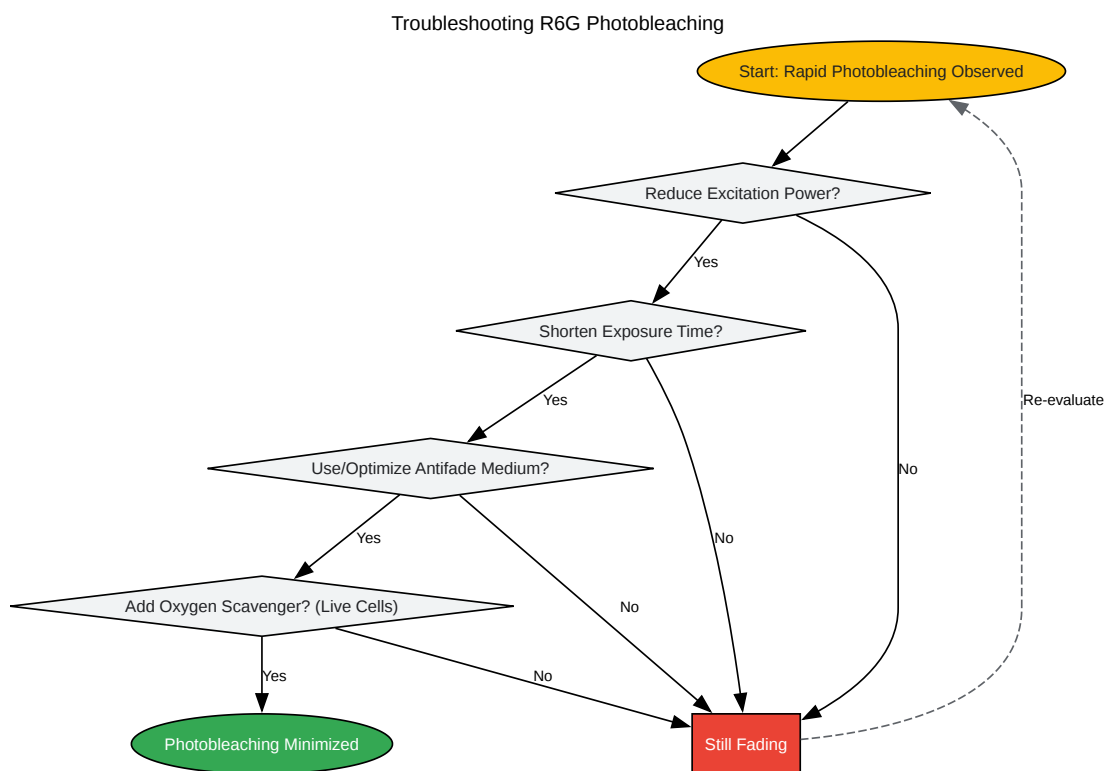 Troubleshooting R6G Photobleaching
Start: Rapid Photobleaching Observed
Reduce Excitation Power?
Yes
Shorten Exposure Time?
Yes
Re-evaluate
Use/Optimize Antifade Medium?
No
Yes
No
Add Oxygen Scavenger? (Live Cells)
No
Yes
No
Photobleaching Minimized
Still Fading